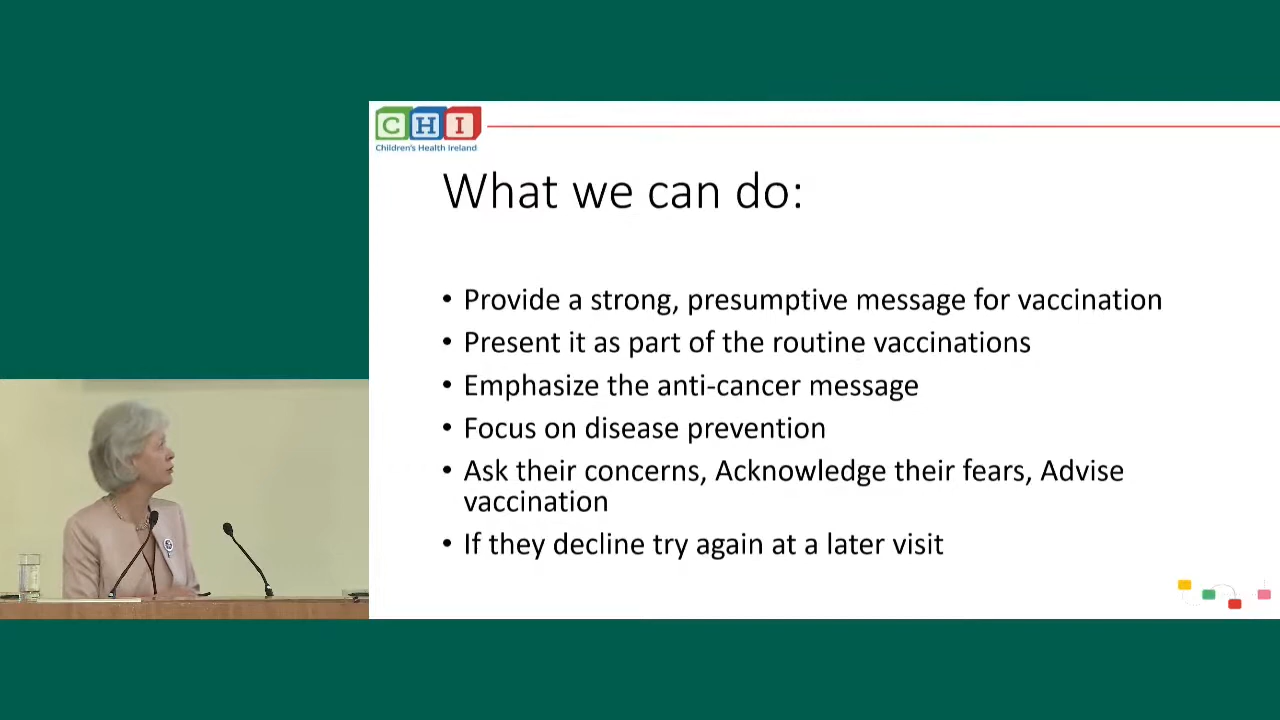 CHI
Children's Health Ireland
What we can do:
• Provide a strong, presumptive message for vaccination
• Present it as part of the routine vaccinations
• Emphasize the anti-cancer message
• Focus on disease prevention
• Ask their concerns, Acknowledge their fears, Advise
vaccination
• If they decline try again at a later visit